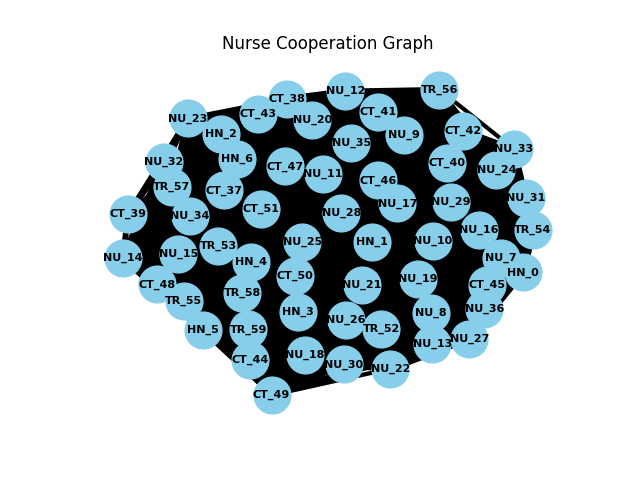 Nurse Cooperation Graph
NU_12
TR_56
CT_38
CT_43
CT_41
NU_23
NU_20
HN_2
NU_9
CT_42
NU_35
NU_33
HN_6
NU_32
CT_47
CT_40
NU_24
NU_11
CT_46
TR_57
CT_37
NU_31
NU_17
NU_29
CT_51
CT_39
NU_34
NU_28
NU_16
TR_54
NU_25
HN_1
NU_10
TR_53
NU_15
NU_14
HN_4
NU_7
HN_0
CT_50
NU_19
CT_48
NU_21
CT_45
TR_58
TR_55
NU_36
HN_3
NU_8
NU_26
HN_5
TR_59
TR_52
NU_27
NU_13
NU_18
CT_44
NU_30
NU_22
CT_49